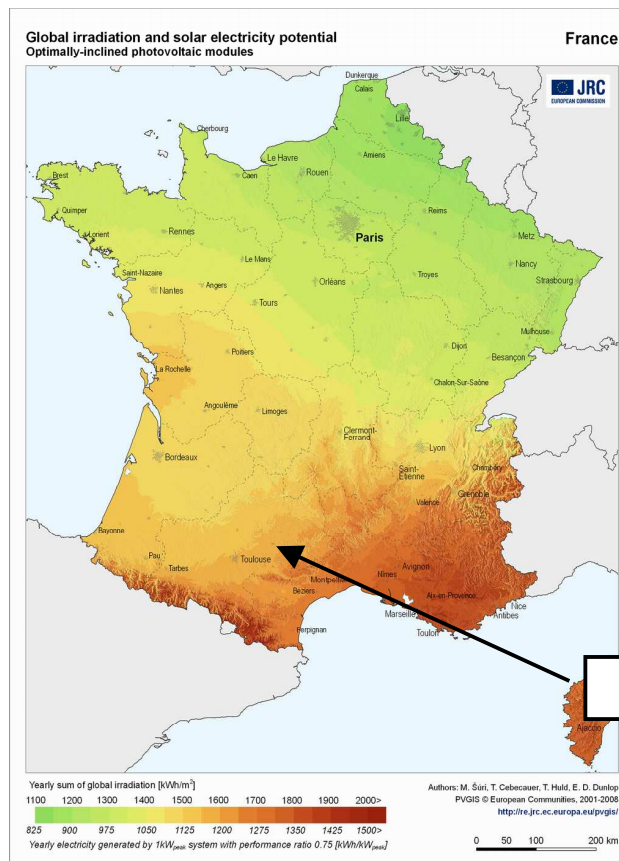 Global irradiation and solar electricity potential
Optimally-inclined photovoltaic modules
France
JRC
EUROPEAN COMMISSION
Dunkerque
Calais
Lille
Cherbourg
Le Havre
Amiens
Rouen
Caen
Brest
Reims
Quimper
Paris
Metz
Lorient
Rennes
Nancy
Le Mans
Strasbourg
Saint-Nazaire
Troyes
Orléans
Angers
Nantes
Tours
Mulhouse
Dijon
Poitiers
Besançon
La Rochelle
Chalon-Sur-Saône
Angoulême
Limoges
Clermont-
Ferrand
Lyon
Bordeaux
Saint-
Etienne
Chambéry
Grenoble
Valence
Bayonne
Pau
Toulouse
Tarbes
Avignon
Nimes
Montpellier
Beziers
Aix-en-Provence
Nice
Antibes
Marseille
Toulon
Perpignan
Ajaccio
Yearly sum of global irradiation [kWh/m²]
1100 1200 1300 1400 1500 1600 1700 1800 1900 2000>
825 900 975 1050 1125 1200 1275 1350 1425 1500>
Yearly electricity generated by 1kWpeak system with performance ratio 0.75 [kWh/kWpeak]
Authors: M. Šúri, T. Cebecauer, T. Huld, E. D. Dunlop
PVGIS © European Communities, 2001-2008
http://re.jrc.ec.europa.eu/pvgis/
0 50 100 200 km